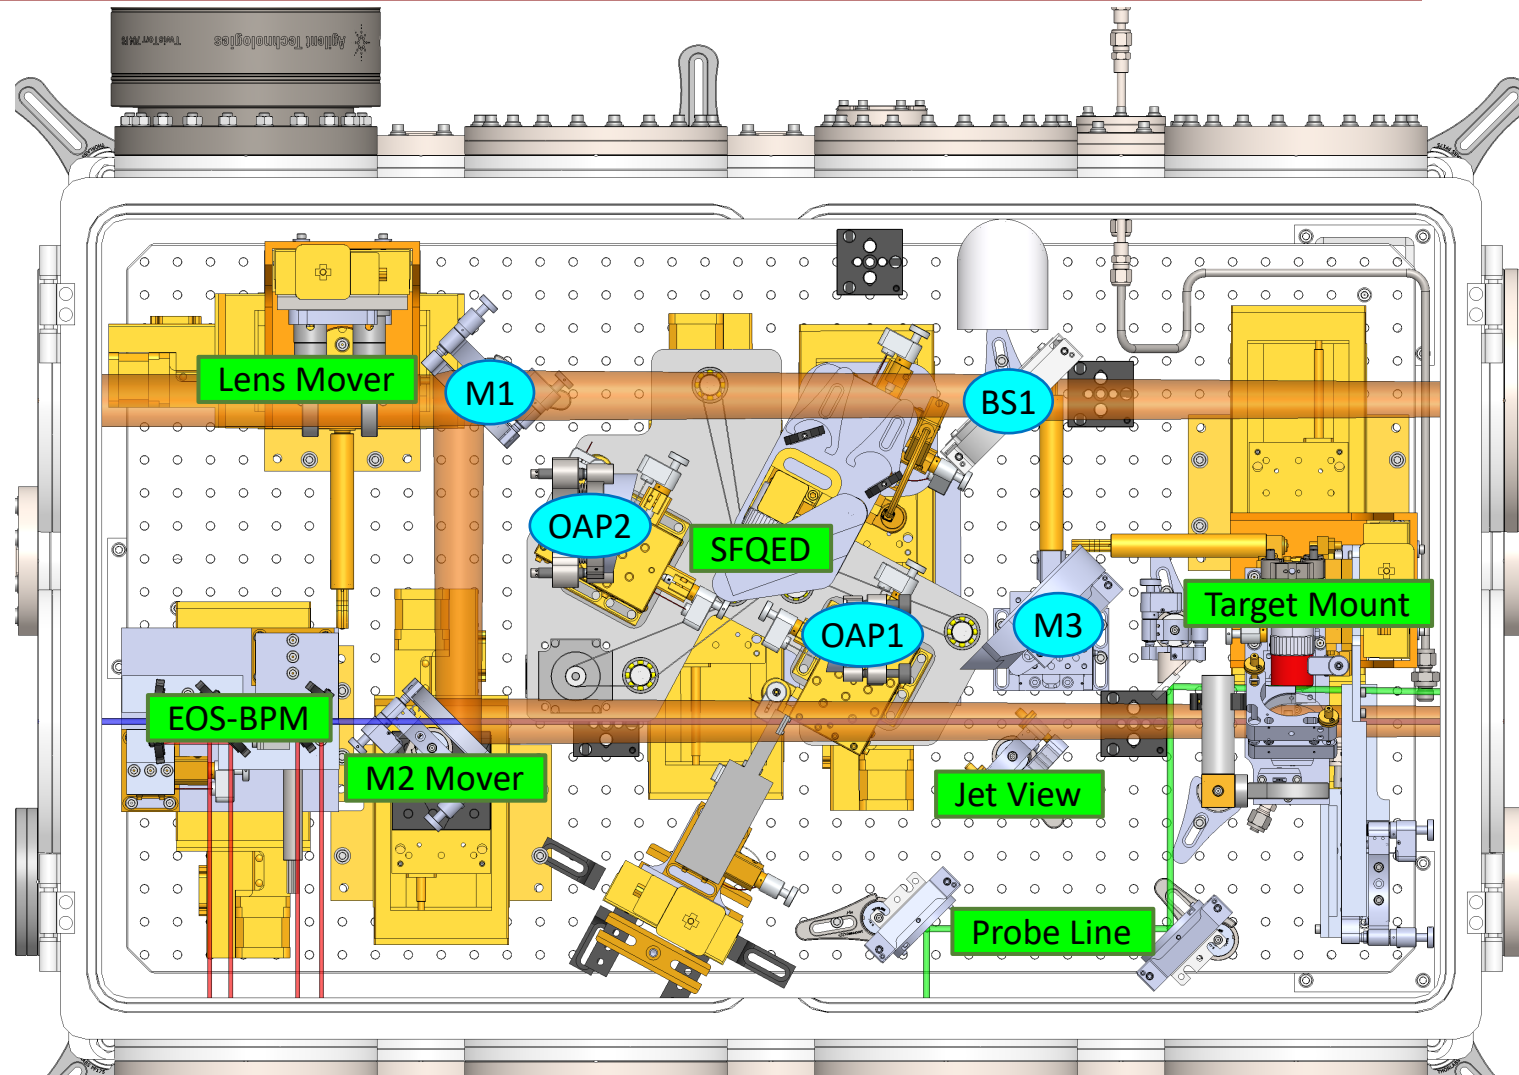 Agilent Technologies
TwisTorr
Lens Mover
M1
BS1
OAP2
SFQED
Target Mount
OAP1
M3
EOS-BPM
M2 Mover
Jet View
Probe Line